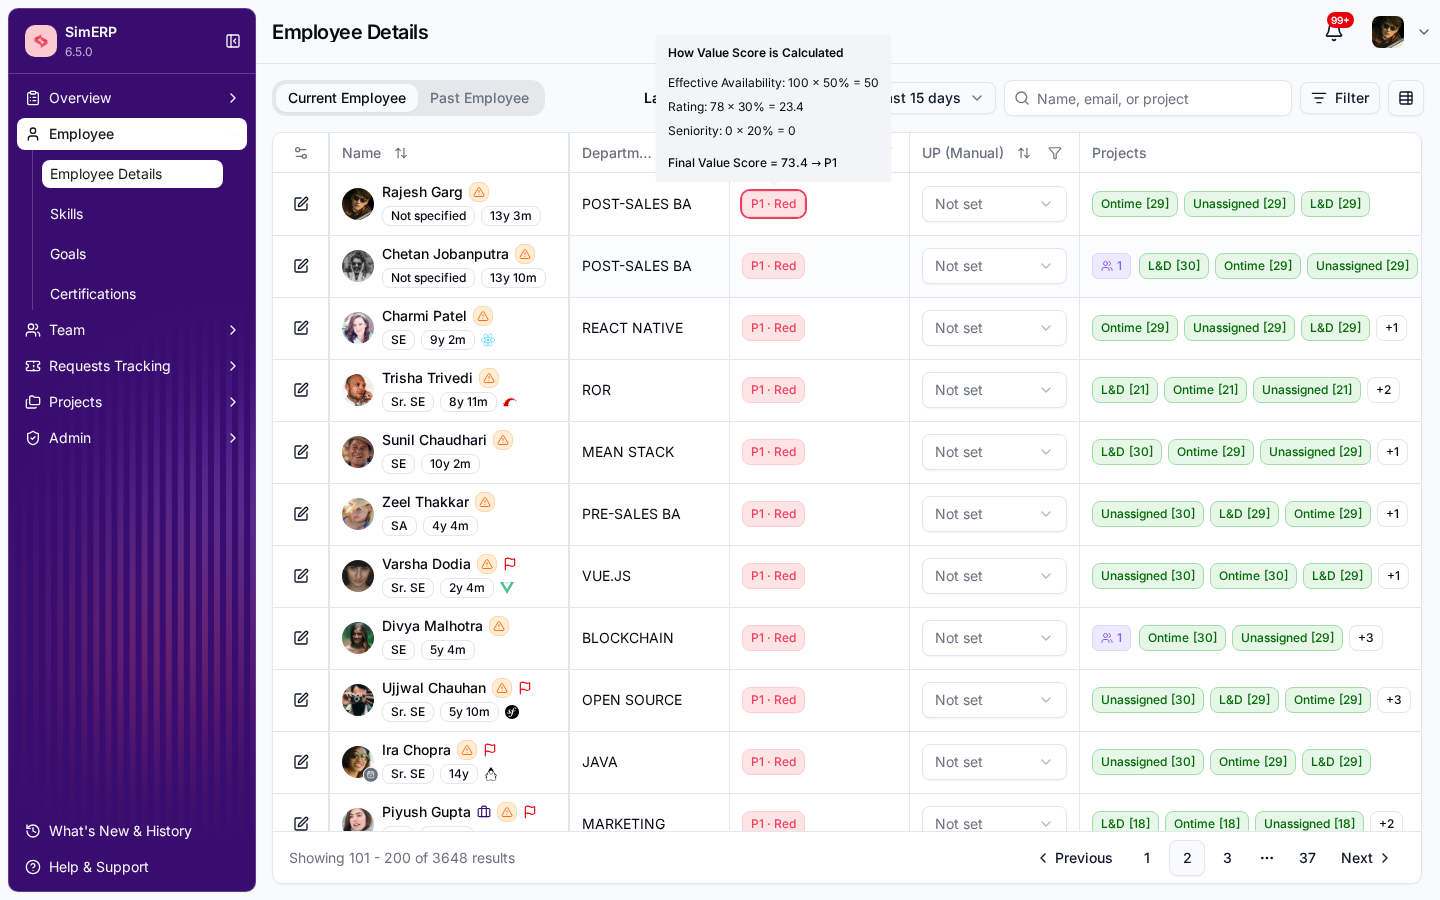 SimERP
6.5.0
Overview
Employee
Employee Details
Skills
Goals
Certifications
Team
Requests Tracking
Projects
Admin
What's New & History
Help & Support
Employee Details
99+
Current Employee
Past Employee
How Value Score is Calculated
Effective Availability: 100 × 50% = 50
Rating: 78 × 30% = 23.4
Seniority: 0 × 20% = 0
Final Value Score = 73.4 → P1
15 days
Name, email, or project
Filter
Name
Departm...
UP (Manual)
Projects
Rajesh Garg
Not specified 13y 3m
POST-SALES BA
P1 · Red
Not set
Ontime [29] Unassigned [29] L&D [29]
Chetan Jobanputra
Not specified 13y 10m
POST-SALES BA
P1 · Red
Not set
1 L&D [30] Ontime [29] Unassigned [29]
Charmi Patel
SE 9y 2m
REACT NATIVE
P1 · Red
Not set
Ontime [29] Unassigned [29] L&D [29] +1
Trisha Trivedi
Sr. SE 8y 11m
ROR
P1 · Red
Not set
L&D [21] Ontime [21] Unassigned [21] +2
Sunil Chaudhari
SE 10y 2m
MEAN STACK
P1 · Red
Not set
L&D [30] Ontime [29] Unassigned [29] +1
Zeel Thakkar
SA 4y 4m
PRE-SALES BA
P1 · Red
Not set
Unassigned [30] L&D [29] Ontime [29] +1
Varsha Dodia
Sr. SE 2y 4m
VUE.JS
P1 · Red
Not set
Unassigned [30] Ontime [30] L&D [29] +1
Divya Malhotra
SE 5y 4m
BLOCKCHAIN
P1 · Red
Not set
1 Ontime [30] Unassigned [29] +3
Ujjwal Chauhan
Sr. SE 5y 10m
OPEN SOURCE
P1 · Red
Not set
Unassigned [30] L&D [29] Ontime [29] +3
Ira Chopra
Sr. SE 14y
JAVA
P1 · Red
Not set
Unassigned [30] Ontime [29] L&D [29]
Piyush Gupta
MARKETING
P1 · Red
Not set
L&D [18] Ontime [18] Unassigned [18] +2
Showing 101 - 200 of 3648 results
Previous 1 2 3 ••• 37 Next